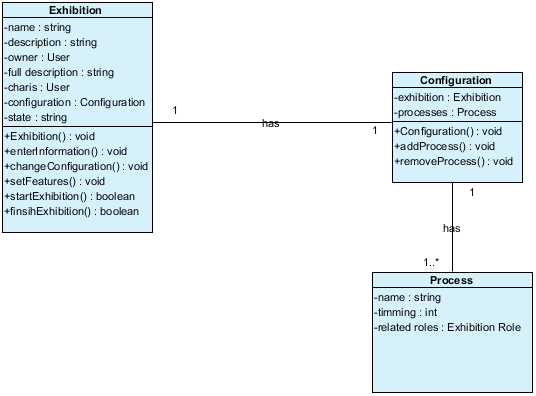 Exhibition
-name : string
-description : string
-owner : User
-full description : string
-charis : User
-configuration : Configuration
-state : string
+Exhibition() : void
+enterInformation() : void
+changeConfiguration() : void
+setFeatures() : void
+startExhibition() : boolean
+finsihExhibition() : boolean
1
has
1
Configuration
-exhibition : Exhibition
-processes : Process
+Configuration() : void
+addProcess() : void
+removeProcess() : void
1
has
1..*
Process
-name : string
-timming : int
-related roles : Exhibition Role